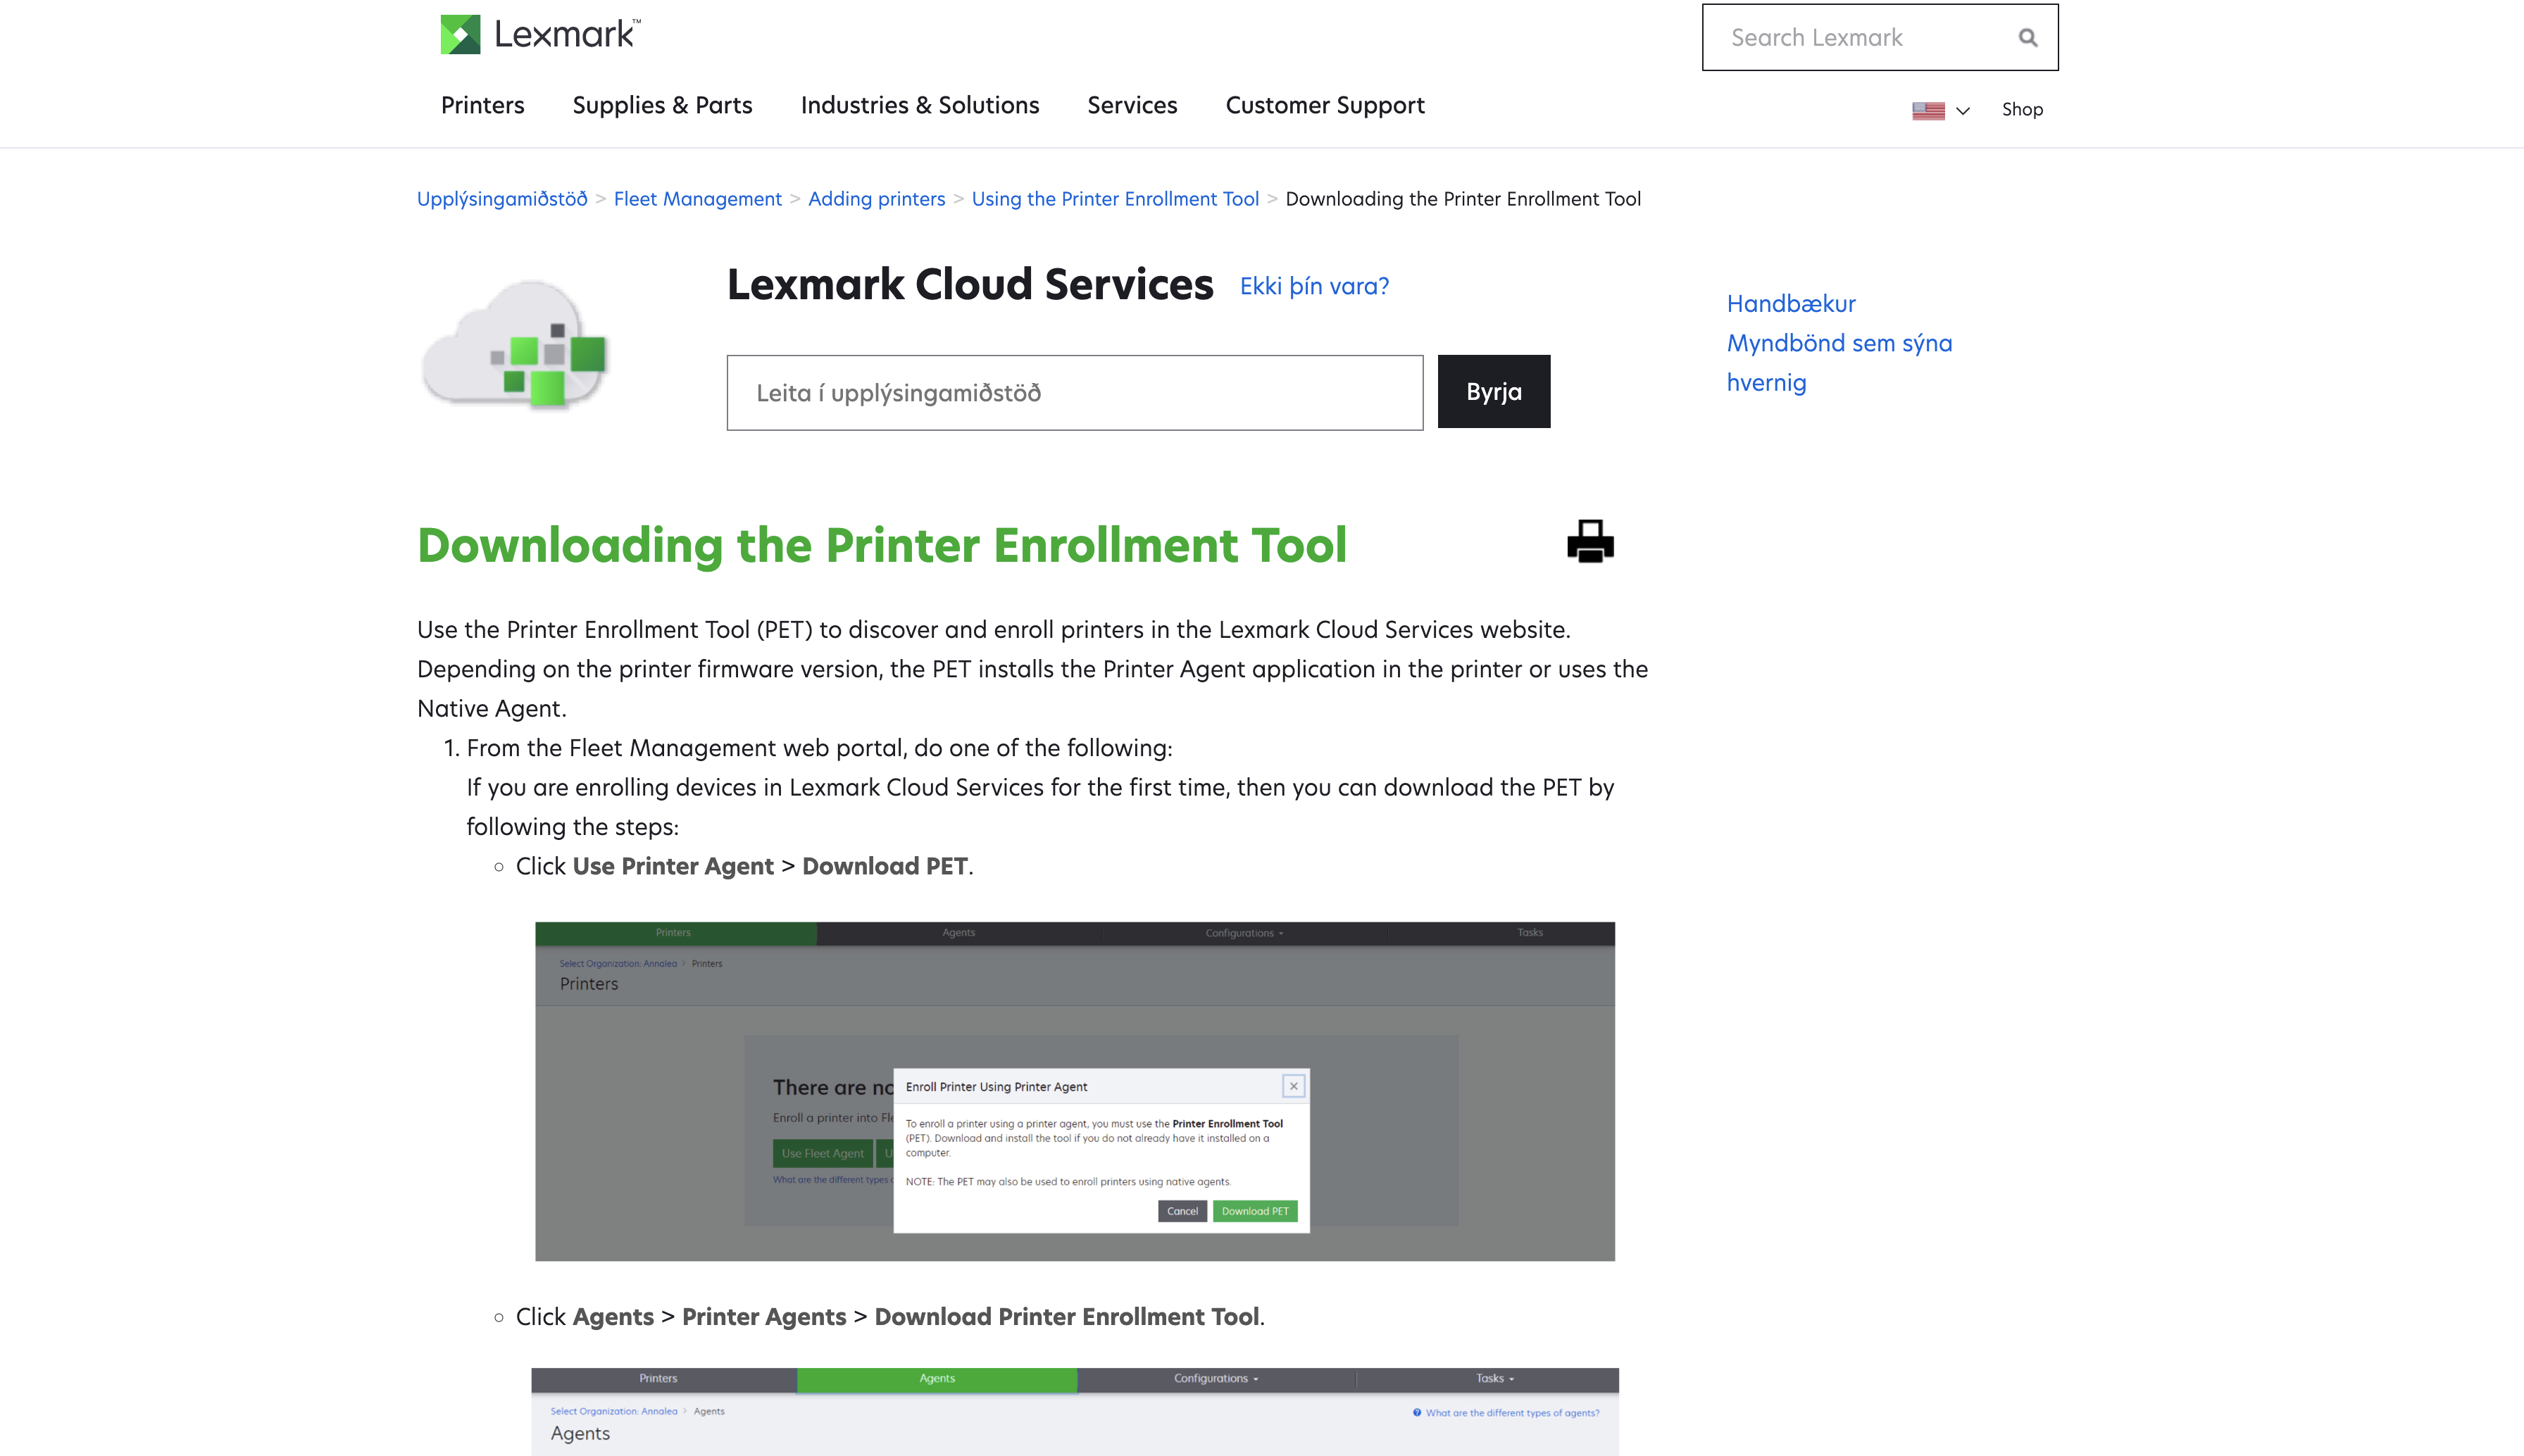 Lexmark™
Search Lexmark
Printers Supplies & Parts Industries & Solutions Services Customer Support
Shop
Upplýsingamiðstöð > Fleet Management > Adding printers > Using the Printer Enrollment Tool > Downloading the Printer Enrollment Tool
Lexmark Cloud Services Ekki þín vara?
Leita í upplýsingamiðstöð
Byrja
Handbækur
Myndbönd sem sýna
hvernig
Downloading the Printer Enrollment Tool
Use the Printer Enrollment Tool (PET) to discover and enroll printers in the Lexmark Cloud Services website.
Depending on the printer firmware version, the PET installs the Printer Agent application in the printer or uses the
Native Agent.
1. From the Fleet Management web portal, do one of the following:
If you are enrolling devices in Lexmark Cloud Services for the first time, then you can download the PET by
following the steps:
Click Use Printer Agent > Download PET.
Printers Agents Configurations Tasks
Select Organization: Annalea > Printers
Printers
There are no
Enroll a printer into Fle
Use Fleet Agent U
What are the different types o
Enroll Printer Using Printer Agent
To enroll a printer using a printer agent, you must use the Printer Enrollment Tool
(PET). Download and install the tool if you do not already have it installed on a
computer.
NOTE: The PET may also be used to enroll printers using native agents.
Cancel Download PET
Click Agents > Printer Agents > Download Printer Enrollment Tool.
Printers Agents Configurations Tasks
Select Organization: Annalea > Agents
What are the different types of agents?
Agents